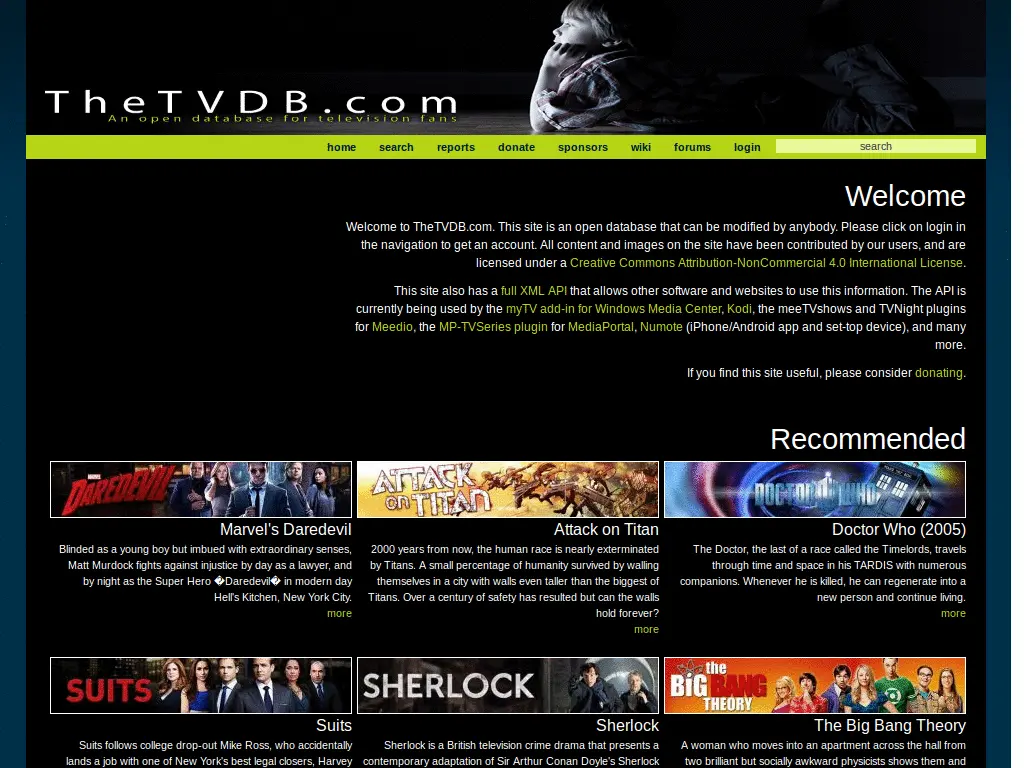 TheTVDB.com
An open database for television fans
home search reports donate sponsors wiki forums login search
Welcome
Welcome to TheTVDB.com. This site is an open database that can be modified by anybody. Please click on login in
the navigation to get an account. All content and images on the site have been contributed by our users, and are
licensed under a Creative Commons Attribution-NonCommercial 4.0 International License.
This site also has a full XML API that allows other software and websites to use this information. The API is
currently being used by the myTV add-in for Windows Media Center, Kodi, the meeTVshows and TVNight plugins
for Meedio, the MP-TVSeries plugin for MediaPortal, Numote (iPhone/Android app and set-top device), and many
more.
If you find this site useful, please consider donating.
Recommended
MARVEL
DAREDEVIL
Marvel's Daredevil
Blinded as a young boy but imbued with extraordinary senses,
Matt Murdock fights against injustice by day as a lawyer, and
by night as the Super Hero �Daredevil� in modern day
Hell's Kitchen, New York City.
more
ATTACK
ON TITAN
Attack on Titan
2000 years from now, the human race is nearly exterminated
by Titans. A small percentage of humanity survived by walling
themselves in a city with walls even taller than the biggest of
Titans. Over a century of safety has resulted but can the walls
hold forever?
more
DOCTOR WHO
Doctor Who (2005)
The Doctor, the last of a race called the Timelords, travels
through time and space in his TARDIS with numerous
companions. Whenever he is killed, he can regenerate into a
new person and continue living.
more
SUITS
Suits
Suits follows college drop-out Mike Ross, who accidentally
lands a job with one of New York's best legal closers, Harvey
SHERLOCK
Sherlock
Sherlock is a British television crime drama that presents a
contemporary adaptation of Sir Arthur Conan Doyle's Sherlock
the
BIG BANG
THEORY
The Big Bang Theory
A woman who moves into an apartment across the hall from
two brilliant but socially awkward physicists shows them and